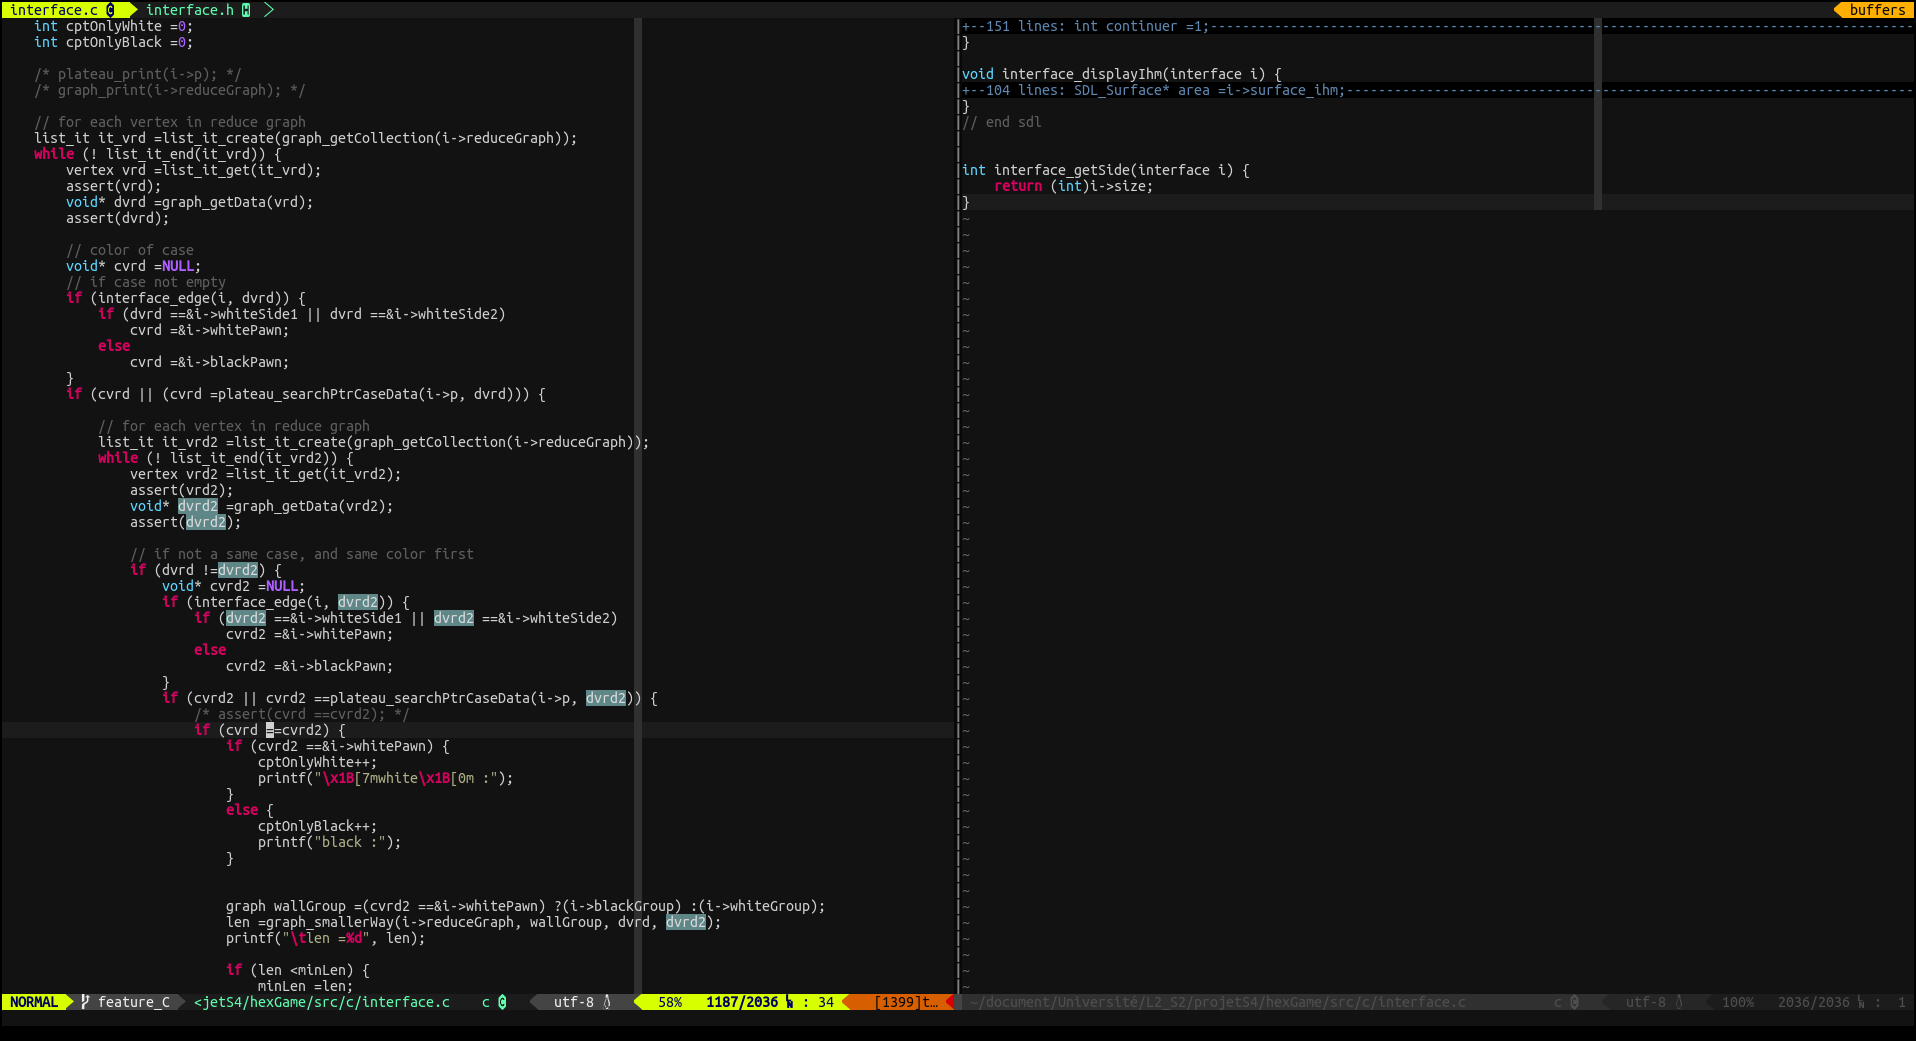 interface.c interface.h buffers
int cptOnlyWhite =0;
int cptOnlyBlack =0;
/* plateau_print(i->p); */
/* graph_print(i->reduceGraph); */
// for each vertex in reduce graph
list_it it_vrd =list_it_create(graph_getCollection(i->reduceGraph));
while (! list_it_end(it_vrd)) {
vertex vrd =list_it_get(it_vrd);
assert(vrd);
void* dvrd =graph_getData(vrd);
assert(dvrd);
// color of case
void* cvrd =NULL;
// if case not empty
if (interface_edge(i, dvrd)) {
if (dvrd ==&i->whiteSide1 || dvrd ==&i->whiteSide2)
cvrd =&i->whitePawn;
else
cvrd =&i->blackPawn;
}
if (cvrd || (cvrd =plateau_searchPtrCaseData(i->p, dvrd))) {
// for each vertex in reduce graph
list_it it_vrd2 =list_it_create(graph_getCollection(i->reduceGraph));
while (! list_it_end(it_vrd2)) {
vertex vrd2 =list_it_get(it_vrd2);
assert(vrd2);
void* dvrd2 =graph_getData(vrd2);
assert(dvrd2);
// if not a same case, and same color first
if (dvrd !=dvrd2) {
void* cvrd2 =NULL;
if (interface_edge(i, dvrd2)) {
if (dvrd2 ==&i->whiteSide1 || dvrd2 ==&i->whiteSide2)
cvrd2 =&i->whitePawn;
else
cvrd2 =&i->blackPawn;
}
if (cvrd2 || cvrd2 ==plateau_searchPtrCaseData(i->p, dvrd2)) {
/* assert(cvrd ==cvrd2); */
if (cvrd ==cvrd2) {
if (cvrd2 ==&i->whitePawn) {
cptOnlyWhite++;
printf("\x1B[7mwhite\x1B[0m :");
}
else {
cptOnlyBlack++;
printf("black :");
}
graph wallGroup =(cvrd2 ==&i->whitePawn) ?(i->blackGroup) :(i->whiteGroup);
len =graph_smallerWay(i->reduceGraph, wallGroup, dvrd, dvrd2);
printf("\tlen =%d", len);
if (len <minLen) {
minLen =len;
+--151 lines: int continuer =1;---
}
void interface_displayIhm(interface i) {
+--104 lines: SDL_Surface* area =i->surface_ihm;---
}
// end sdl
int interface_getSide(interface i) {
return (int)i->size;
}
NORMAL feature_C <jetS4/hexGame/src/c/interface.c c utf-8 58% 1187/2036 : 34 [1399]t…
~/document/Université/L2_S2/projetS4/hexGame/src/c/interface.c c utf-8 100% 2036/2036 : 1